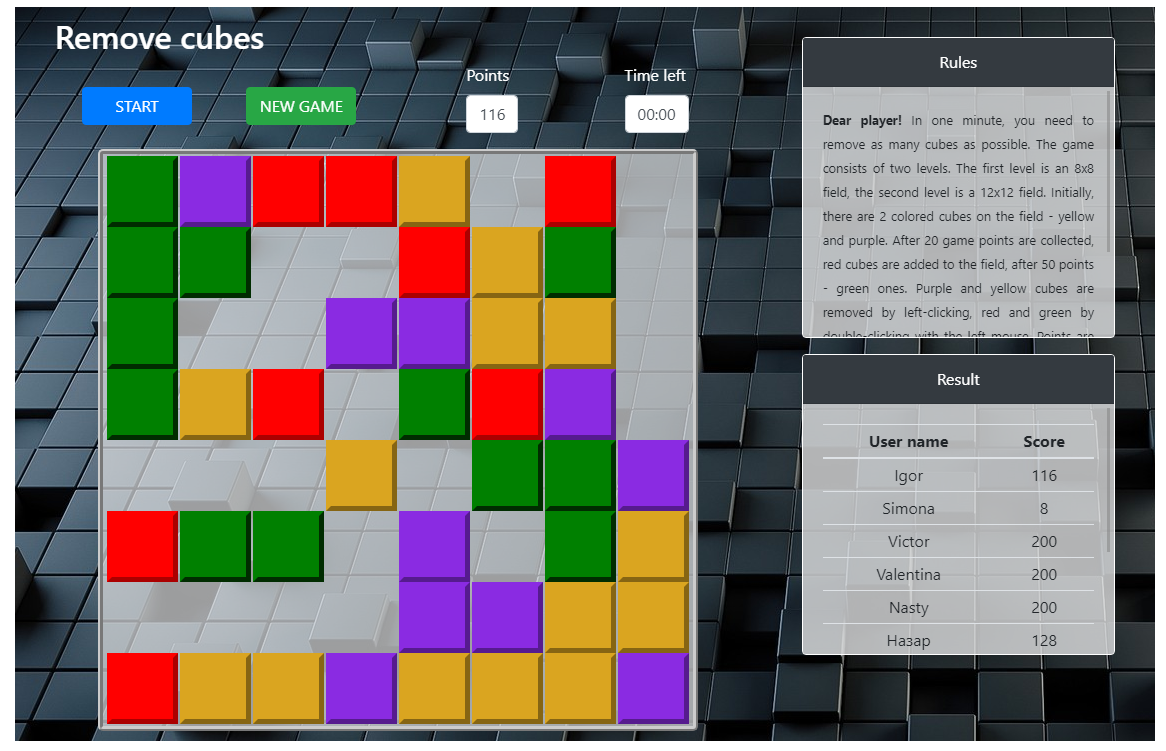 Remove cubes
Points
Time left
START
NEW GAME
116
00:00
Rules
Dear player! In one minute, you need to
remove as many cubes as possible. The game
consists of two levels. The first level is an 8x8
field, the second level is a 12x12 field. Initially,
there are 2 colored cubes on the field - yellow
and purple. After 20 game points are collected,
red cubes are added to the field, after 50 points
- green ones. Purple and yellow cubes are
removed by left-clicking, red and green by
double-clicking with the left mouse. Points are
Result
User name Score
Igor 116
Simona 8
Victor 200
Valentina 200
Nasty 200
Назар 128